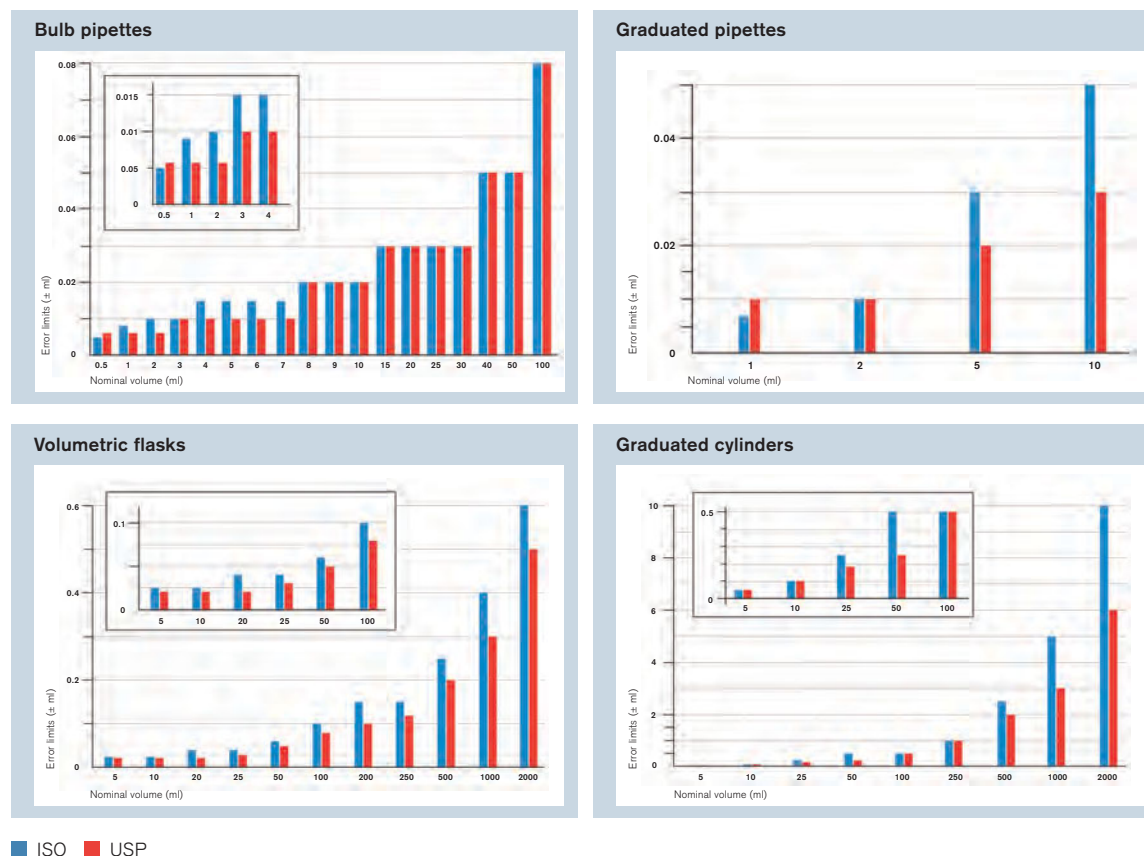 Bulb pipettes
0.08
0.06
0.04
0.02
0
Error limits (± ml)
0.015
0.01
0.05
0
0.5 1 2 3 4
0.5 1 2 3 4 5 6 7 8 9 10 15 20 25 30 40 50 100
Nominal volume (ml)
Graduated pipettes
0.04
0.02
0
Error limits (± ml)
1 2 5 10
Nominal volume (ml)
Volumetric flasks
0.6
0.4
0.2
0
Error limits (± ml)
0.1
0
5 10 20 25 50 100
5 10 20 25 50 100 200 250 500 1000 2000
Nominal volume (ml)
Graduated cylinders
10
8
6
4
2
0
Error limits (± ml)
0.5
0
5 10 25 50 100
5 10 25 50 100 250 500 1000 2000
Nominal volume (ml)
ISO USP